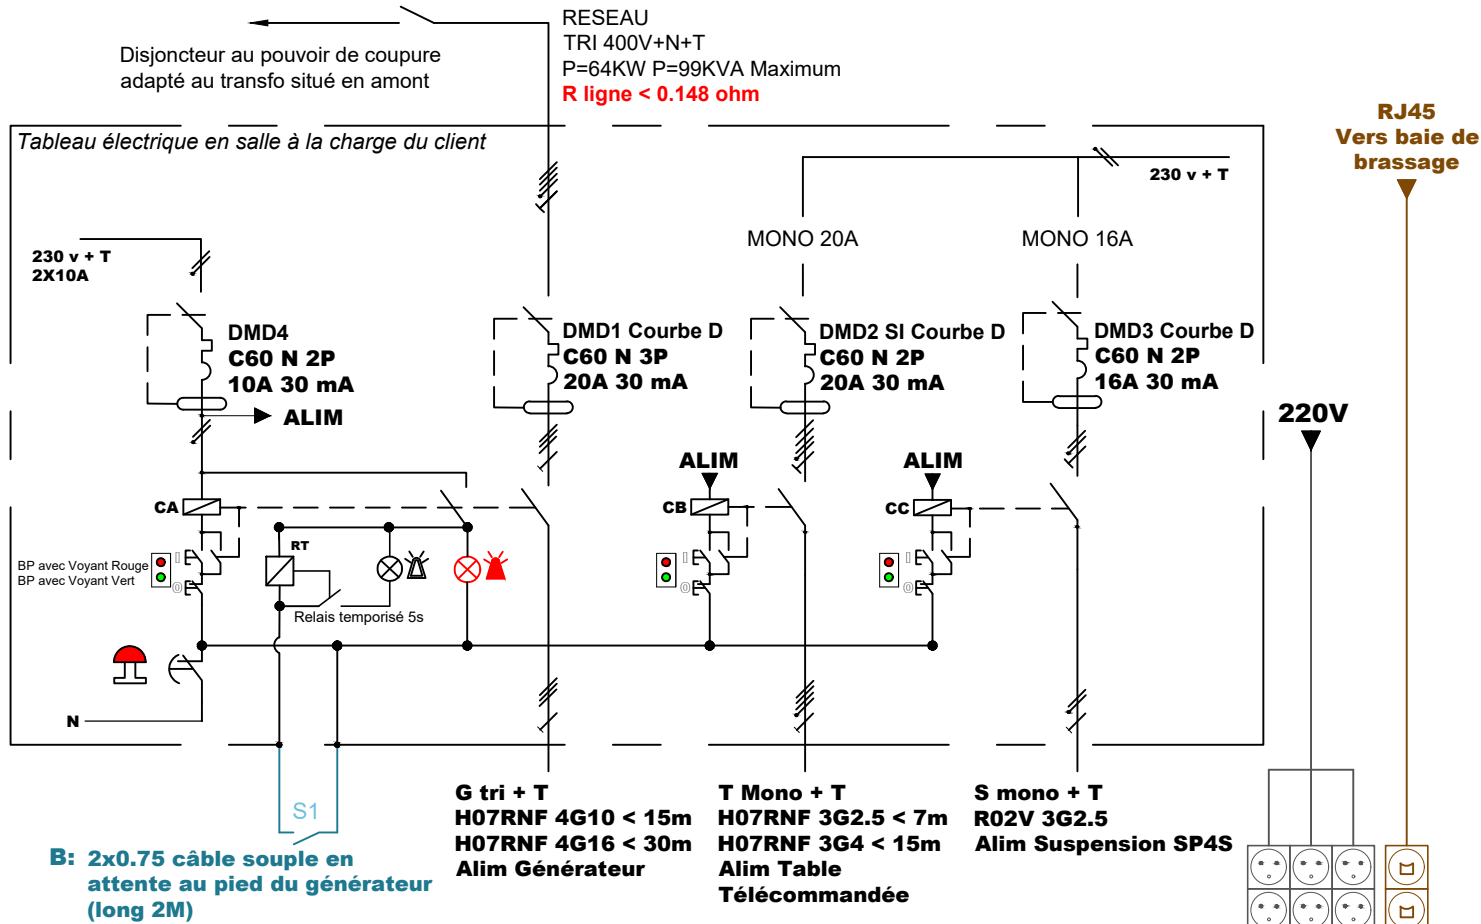 RESEAU
TRI 400V+N+T
P=64KW P=99KVA Maximum
R ligne < 0.148 ohm
Disjoncteur au pouvoir de coupure
adapté au transfo situé en amont
Tableau électrique en salle à la charge du client
RJ45
Vers baie de
brassage
230 v + T
230 v + T
2X10A
MONO 20A
MONO 16A
DMD4
C60 N 2P
10A 30 mA
DMD1 Courbe D
C60 N 3P
20A 30 mA
DMD2 SI Courbe D
C60 N 2P
20A 30 mA
DMD3 Courbe D
C60 N 2P
16A 30 mA
ALIM
220V
ALIM
ALIM
CA
CB
CC
RT
BP avec Voyant Rouge
BP avec Voyant Vert
I
O
I
O
I
O
Relais temporisé 5s
N
S1
B: 2x0.75 câble souple en
attente au pied du générateur
(long 2M)
G tri + T
H07RNF 4G10 < 15m
H07RNF 4G16 < 30m
Alim Générateur
T Mono + T
H07RNF 3G2.5 < 7m
H07RNF 3G4 < 15m
Alim Table
Télécommandée
S mono + T
R02V 3G2.5
Alim Suspension SP4S